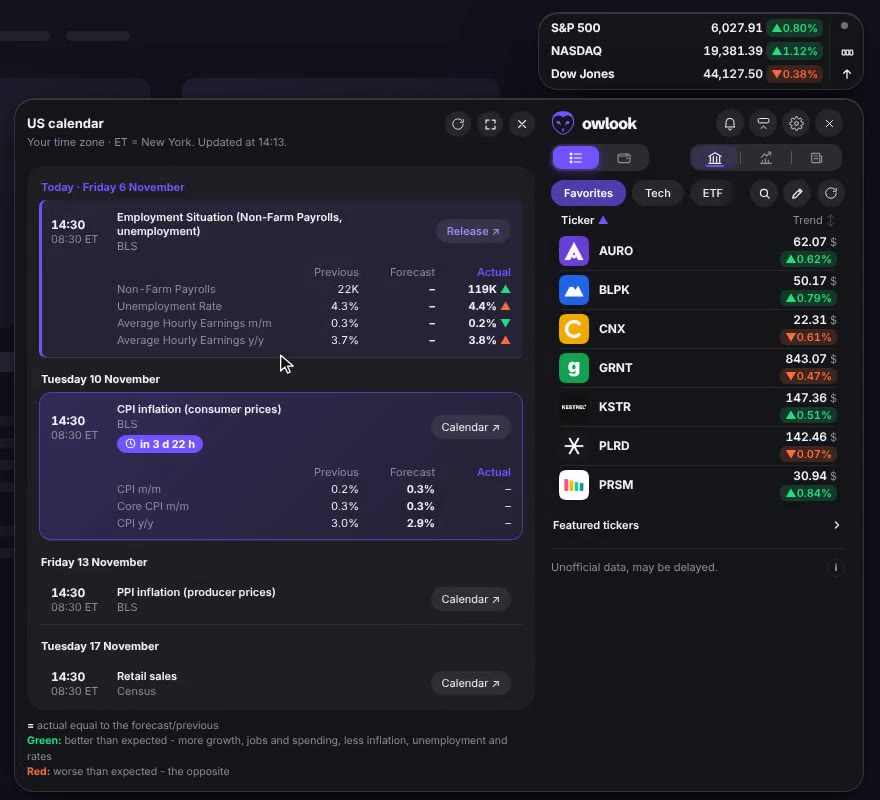 S&P 500 6,027.91 ▲0.80%
NASDAQ 19,381.39 ▲1.12%
Dow Jones 44,127.50 ▼0.38%
US calendar
Your time zone · ET = New York. Updated at 14:13.
Today · Friday 6 November
14:30
08:30 ET
Employment Situation (Non-Farm Payrolls,
unemployment)
BLS
Release ↗
Previous Forecast Actual
Non-Farm Payrolls 22K – 119K ▲
Unemployment Rate 4.3% – 4.4% ▲
Average Hourly Earnings m/m 0.3% – 0.2% ▼
Average Hourly Earnings y/y 3.7% – 3.8% ▲
Tuesday 10 November
14:30
08:30 ET
CPI inflation (consumer prices)
BLS
in 3 d 22 h
Calendar ↗
Previous Forecast Actual
CPI m/m 0.2% 0.3% –
Core CPI m/m 0.3% 0.3% –
CPI y/y 3.0% 2.9% –
Friday 13 November
14:30
08:30 ET
PPI inflation (producer prices)
BLS
Calendar ↗
Tuesday 17 November
14:30
08:30 ET
Retail sales
Census
Calendar ↗
= actual equal to the forecast/previous
Green: better than expected - more growth, jobs and spending, less inflation, unemployment and
rates
Red: worse than expected - the opposite
owlook
Favorites Tech ETF
Ticker ▲ Trend
AURO 62.07 $
▲0.62%
BLPK 50.17 $
▲0.79%
C CNX 22.31 $
▼0.61%
g GRNT 843.07 $
▼0.47%
KESTREL KSTR 147.36 $
▲0.51%
PLRD 142.46 $
▼0.07%
PRSM 30.94 $
▲0.84%
Featured tickers
Unofficial data, may be delayed. i